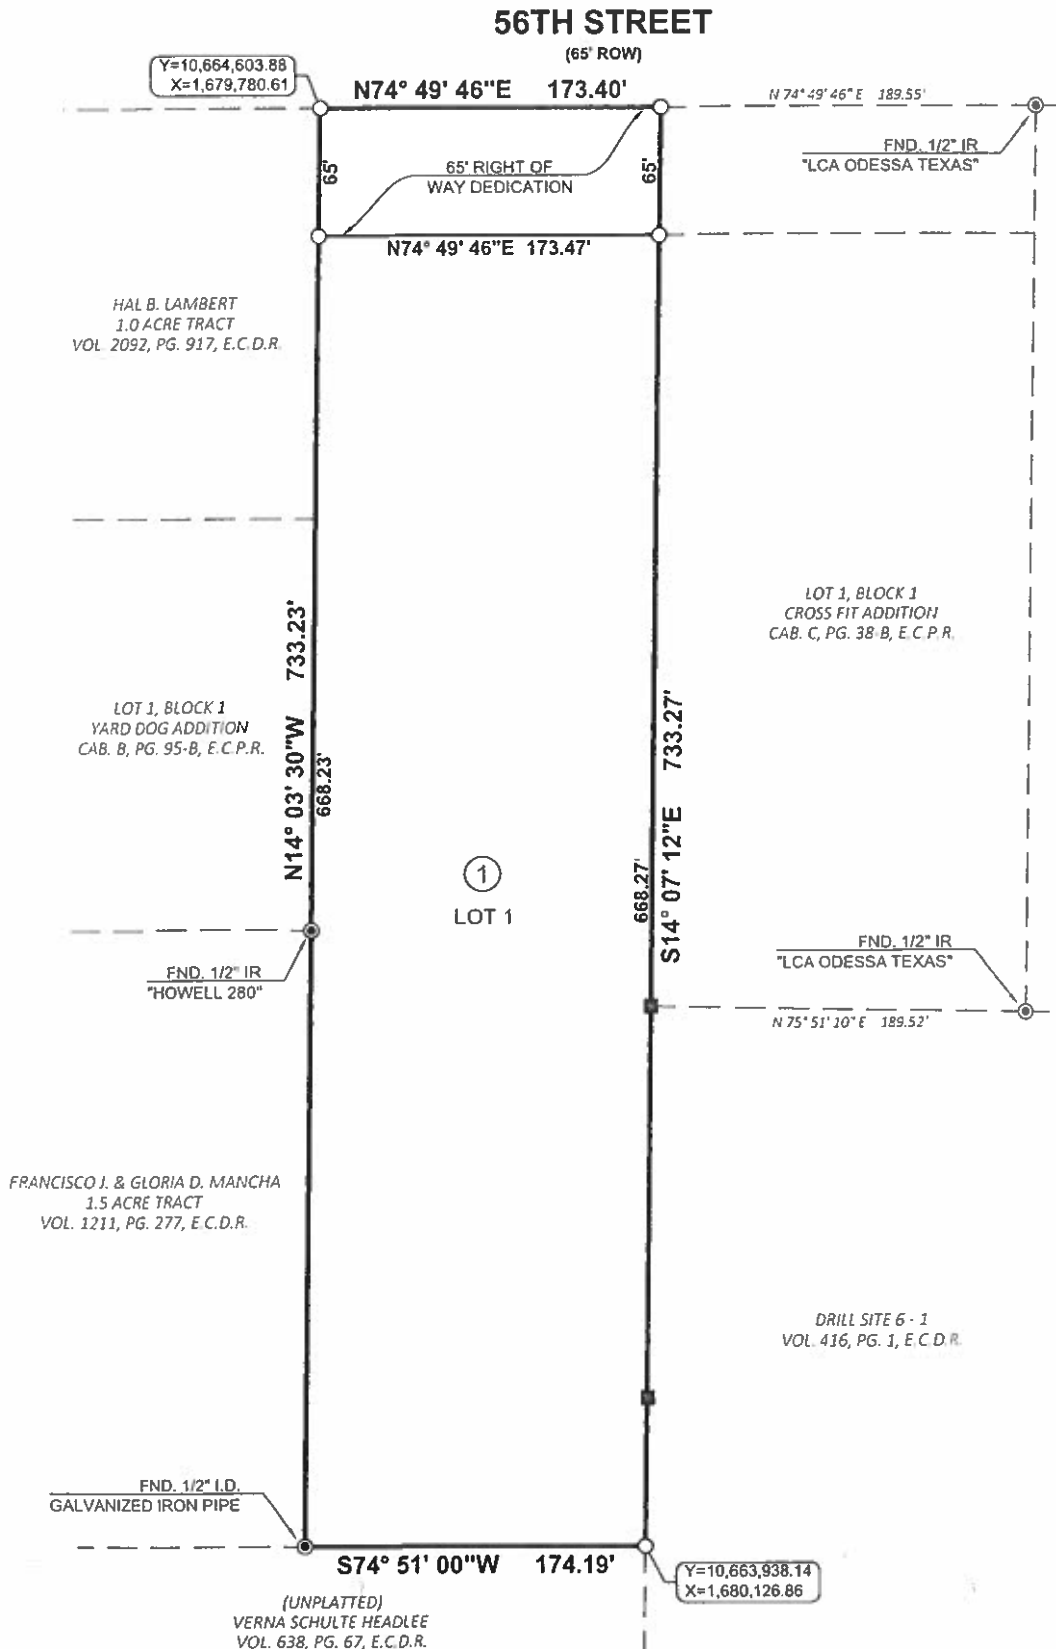 56TH STREET
(65' ROW)
Y=10,664,603.88
X=1,679,780.61
N74° 49' 46"E 173.40'
N 74° 49' 46" E 189.55'
FND. 1/2" IR
"LCA ODESSA TEXAS"
65'
65' RIGHT OF
WAY DEDICATION
65'
N74° 49' 46"E 173.47'
HAL B. LAMBERT
1.0 ACRE TRACT
VOL. 2092, PG. 917, E.C.D.R.
LOT 1, BLOCK 1
CROSS FIT ADDITION
CAB. C, PG. 38-B, E.C.P.R.
N14° 03' 30"W 733.23'
668.23'
LOT 1, BLOCK 1
YARD DOG ADDITION
CAB. B, PG. 95-B, E.C.P.R.
S14° 07' 12"E 733.27'
668.27'
1
LOT 1
FND. 1/2" IR
"HOWELL 280"
FND. 1/2" IR
"LCA ODESSA TEXAS"
N 75° 51' 10" E 189.52'
FRANCISCO J. & GLORIA D. MANCHA
1.5 ACRE TRACT
VOL. 1211, PG. 277, E.C.D.R.
DRILL SITE 6 - 1
VOL. 416, PG. 1, E.C.D.R.
FND. 1/2" I.D.
GALVANIZED IRON PIPE
S74° 51' 00"W 174.19'
Y=10,663,938.14
X=1,680,126.86
(UNPLATTED)
VERNA SCHULTE HEADLEE
VOL. 638, PG. 67, E.C.D.R.